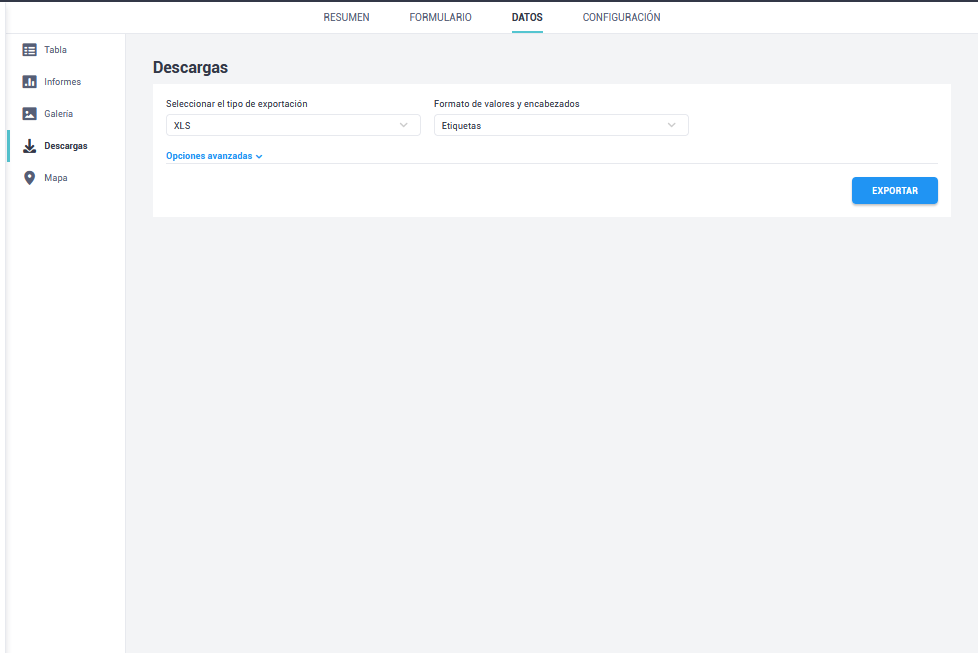 RESUMEN FORMULARIO DATOS CONFIGURACIÓN
Tabla
Informes
Galería
Descargas
Mapa
Descargas
Seleccionar el tipo de exportación
XLS
Formato de valores y encabezados
Etiquetas
Opciones avanzadas
EXPORTAR